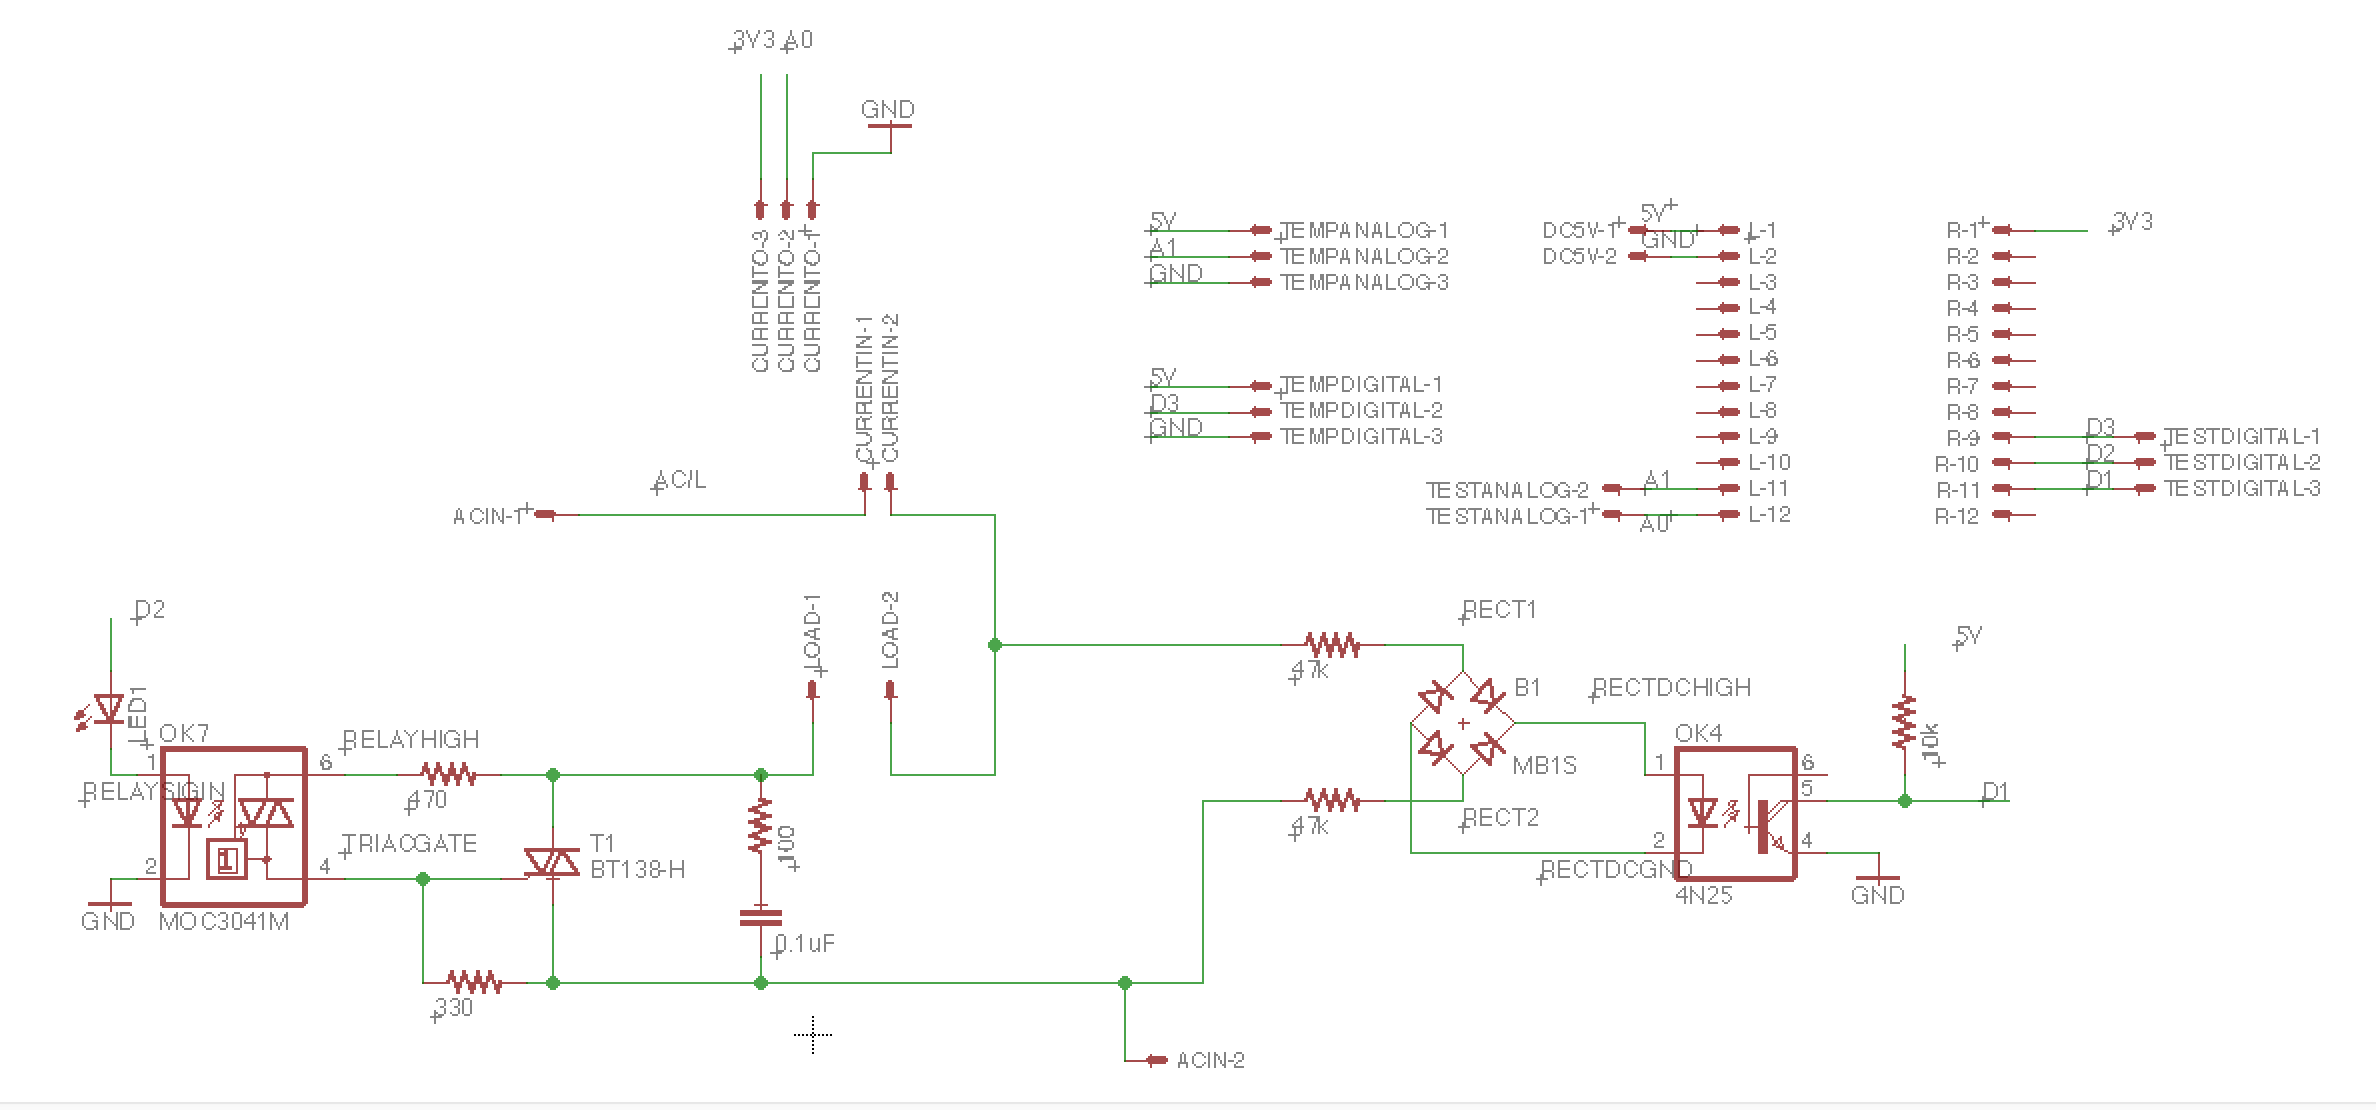 3V3 A0
GND
CURRENTO-3
CURRENTO-2
CURRENTO-1
5V
TEMPANALOG-1
A1
TEMPANALOG-2
GND
TEMPANALOG-3
DC5V-1
5V
L-1
DC5V-2
GND
L-2
L-3
L-4
L-5
L-6
L-7
L-8
L-9
L-10
TESTANALOG-2
A1
L-11
TESTANALOG-1
A0
L-12
R-1
3V3
R-2
R-3
R-4
R-5
R-6
R-7
R-8
R-9
D3
TESTDIGITAL-1
R-10
D2
TESTDIGITAL-2
R-11
D1
TESTDIGITAL-3
R-12
5V
TEMPDIGITAL-1
D3
TEMPDIGITAL-2
GND
TEMPDIGITAL-3
CURRENTIN-1
CURRENTIN-2
AC/L
ACIN-1
D2
LED1
OK7
1
RELAYSIGIN
2
GND
MOC3041M
6
RELAYHIGH
470
4
TRIACGATE
330
T1
BT138-H
100
0.1uF
LOAD-1
LOAD-2
ACIN-2
47k
RECT1
B1
MB1S
RECTDCHIGH
47k
RECT2
RECTDCGND
OK4
1
2
4N25
6
5
4
GND
5V
10k
D1